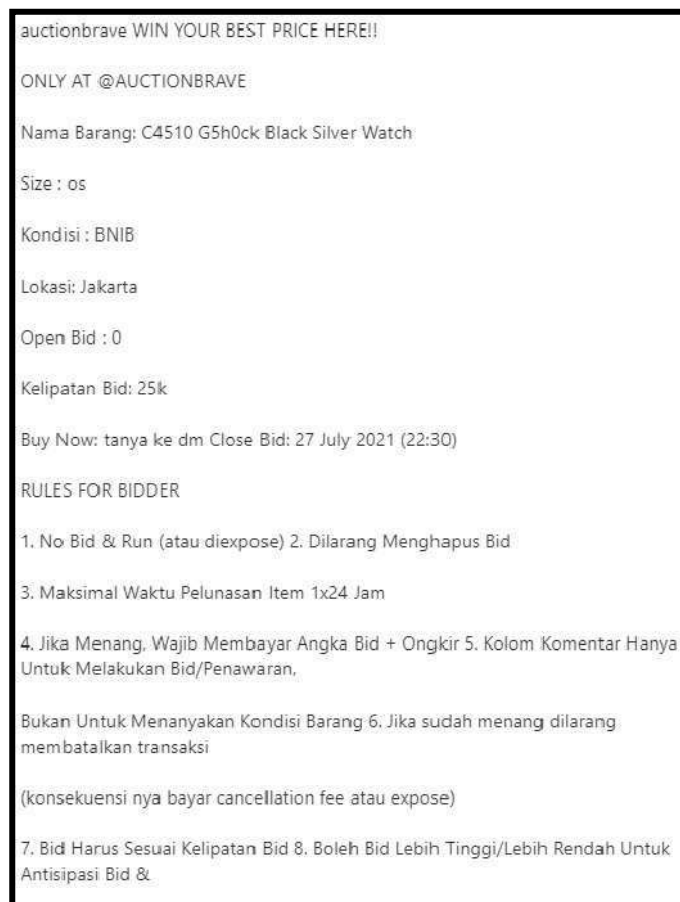 auctionbrave WIN YOUR BEST PRICE HERE!!
ONLY AT @AUCTIONBRAVE
Nama Barang: C4510 G5h0ck Black Silver Watch
Size : os
Kondisi : BNIB
Lokasi: Jakarta
Open Bid : 0
Kelipatan Bid: 25k
Buy Now: tanya ke dm Close Bid: 27 July 2021 (22:30)
RULES FOR BIDDER
1. No Bid & Run (atau diexpose) 2. Dilarang Menghapus Bid
3. Maksimal Waktu Pelunasan Item 1x24 Jam
4. Jika Menang, Wajib Membayar Angka Bid + Ongkir 5. Kolom Komentar Hanya
Untuk Melakukan Bid/Penawaran,
Bukan Untuk Menanyakan Kondisi Barang 6. Jika sudah menang dilarang
membatalkan transaksi
(konsekuensi nya bayar cancellation fee atau expose)
7. Bid Harus Sesuai Kelipatan Bid 8. Boleh Bid Lebih Tinggi/Lebih Rendah Untuk
Antisipasi Bid &